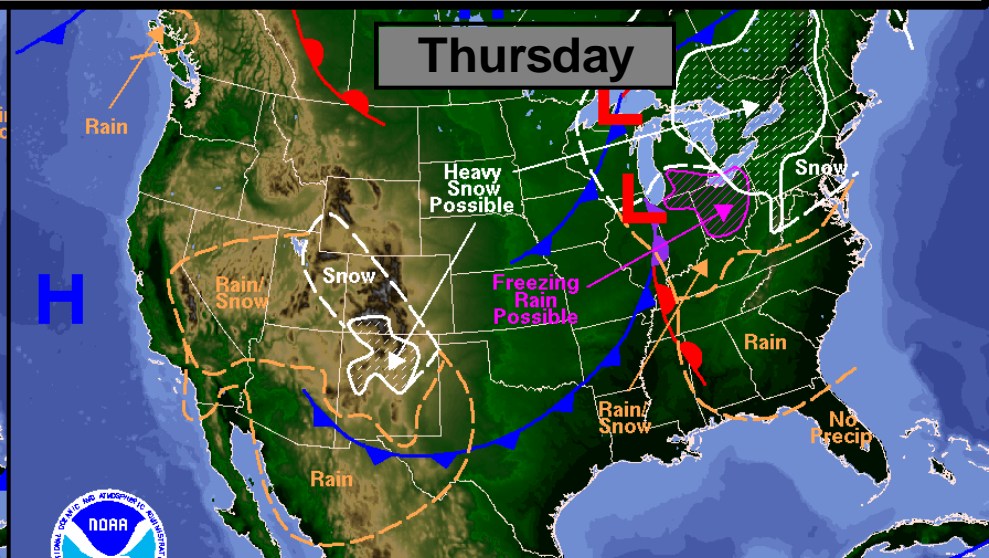 Thursday
L
Rain
Heavy
Snow
Possible
Snow
L
H
Rain/
Snow
Snow
Freezing
Rain
Possible
Rain
Rain/
Snow
No
Precip
Rain
NOAA